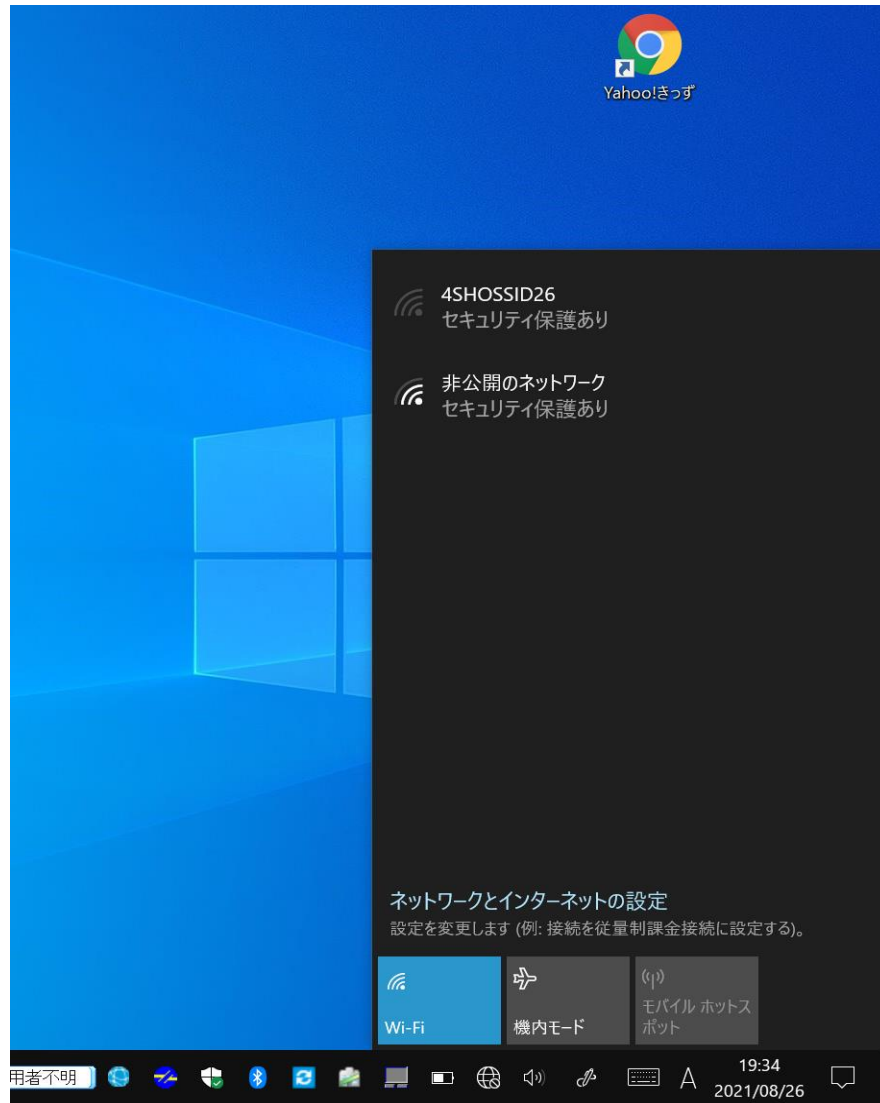 Yahoo!きっず
4SHOSSID26
セキュリティ保護あり
非公開のネットワーク
セキュリティ保護あり
ネットワークとインターネットの設定
設定を変更します (例: 接続を従量制課金接続に設定する)。
Wi-Fi
機内モード
モバイル ホットス
ポット
用者不明
A
19:34
2021/08/26